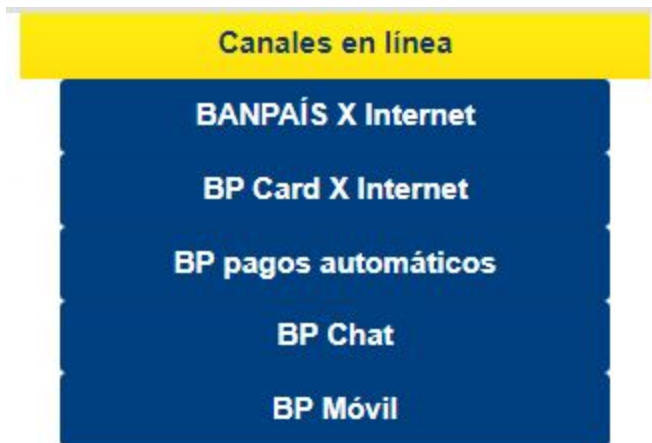 Canales en línea
BANPAÍS X Internet
BP Card X Internet
BP pagos automáticos
BP Chat
BP Móvil